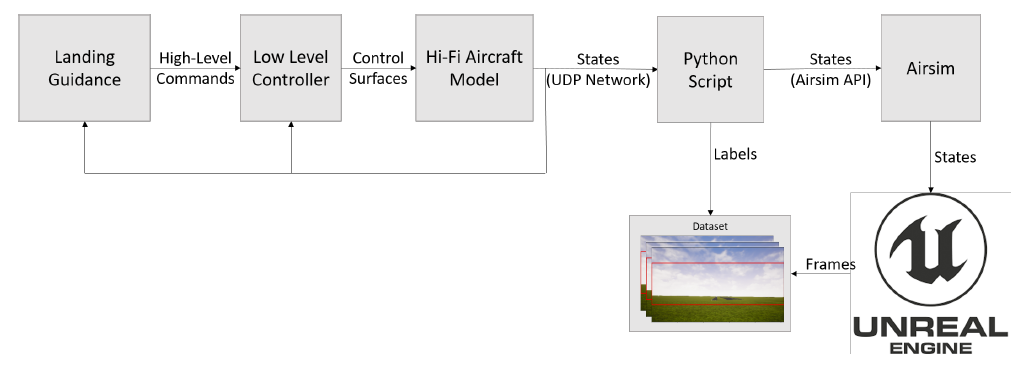 Landing
Guidance
High-Level
Commands
Low Level
Controller
Control
Surfaces
Hi-Fi Aircraft
Model
States
(UDP Network)
Python
Script
States
(Airsim API)
Airsim
Labels
States
Dataset
Frames
UNREAL
ENGINE